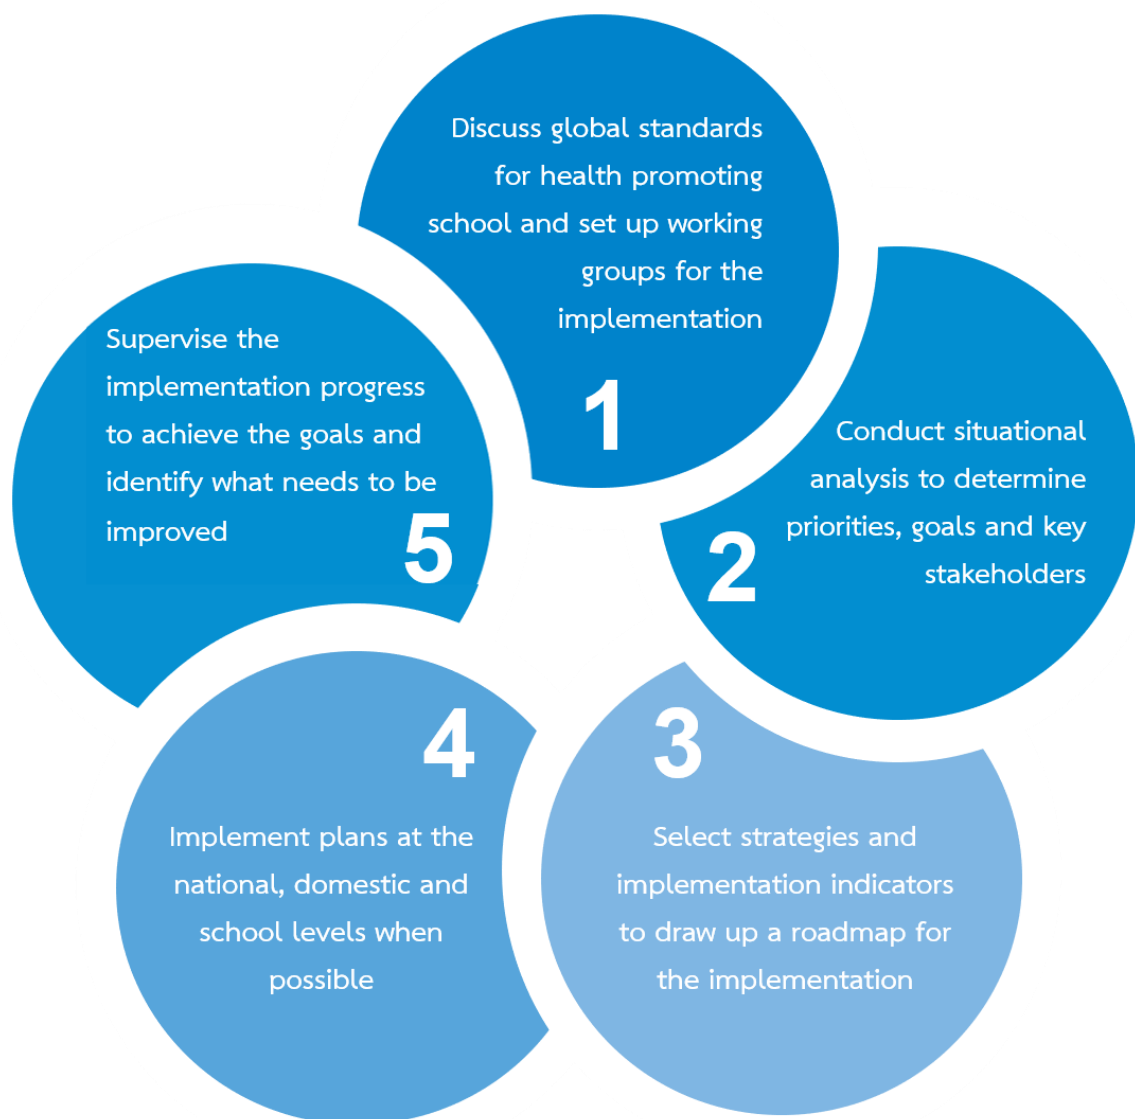 Discuss global standards
for health promoting
school and set up working
groups for the
implementation
1
Conduct situational
analysis to determine
priorities, goals and key
stakeholders
2
3
Select strategies and
implementation indicators
to draw up a roadmap for
the implementation
4
Implement plans at the
national, domestic and
school levels when
possible
Supervise the
implementation progress
to achieve the goals and
identify what needs to be
improved
5